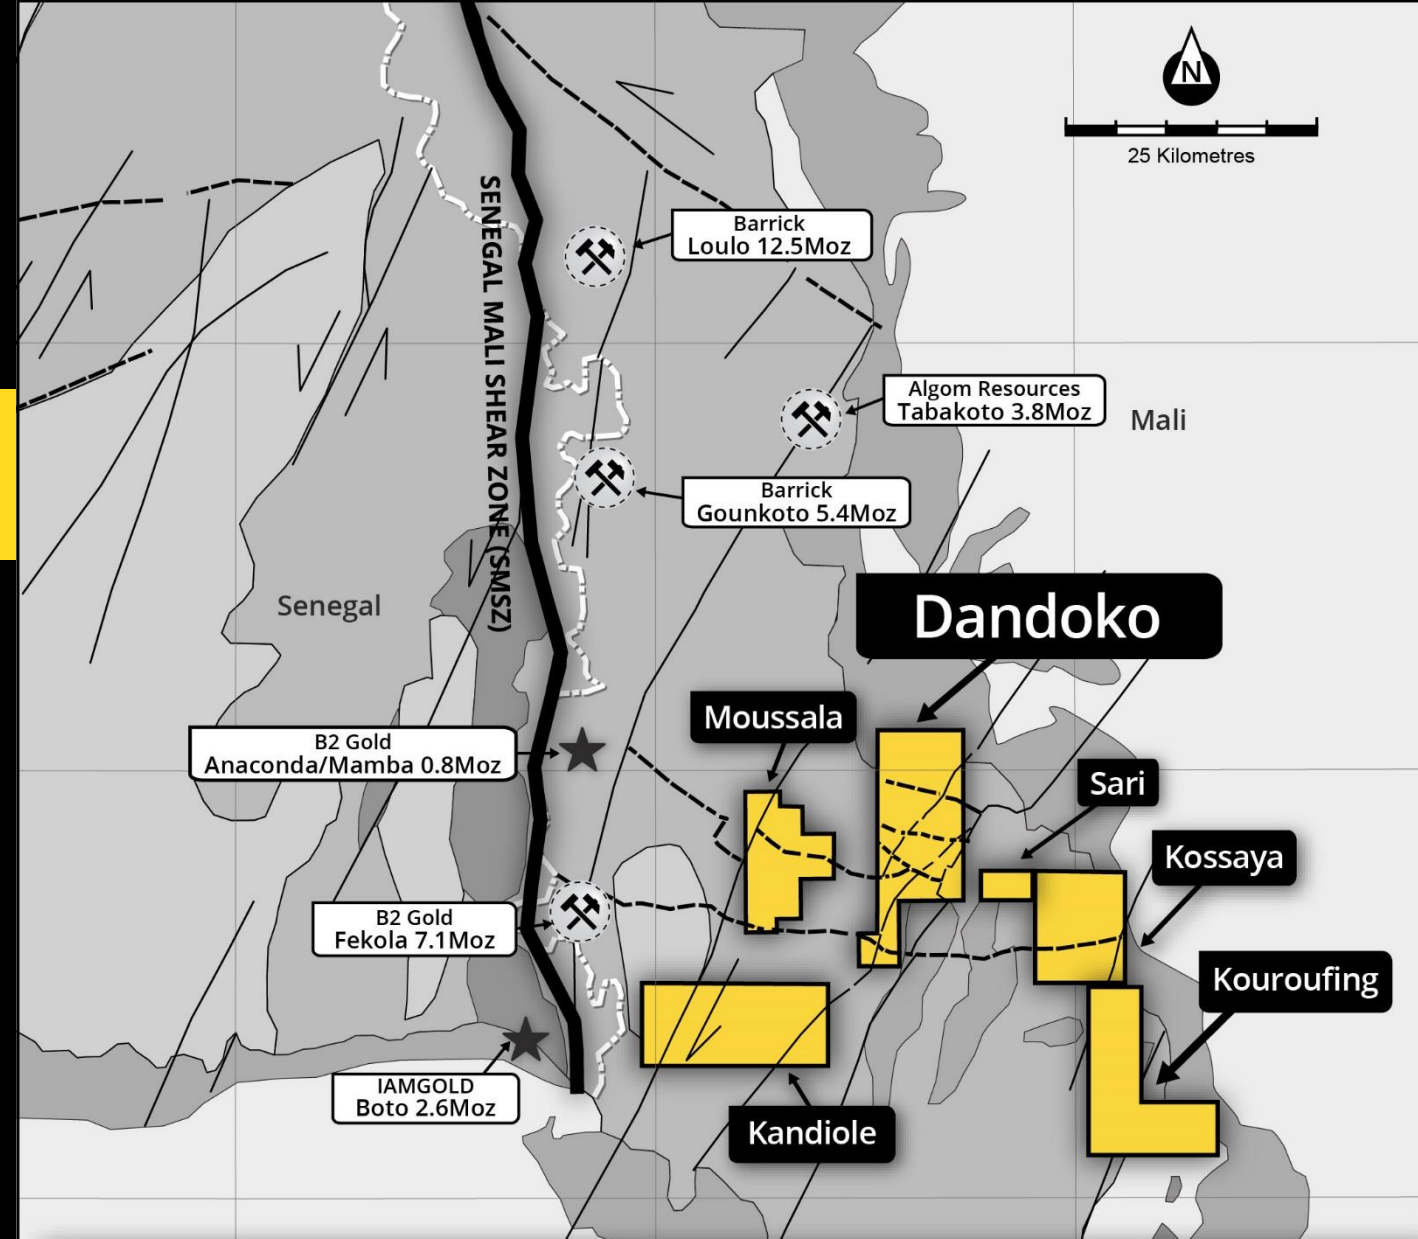 N
25 Kilometres
SENEGAL MALI SHEAR ZONE (SMSZ)
Barrick
Loulo 12.5Moz
Algom Resources
Tabakoto 3.8Moz
Mali
Barrick
Gounkoto 5.4Moz
Senegal
Dandoko
Moussala
B2 Gold
Anaconda/Mamba 0.8Moz
Sari
Kossaya
B2 Gold
Fekola 7.1Moz
Kouroufing
IAMGOLD
Boto 2.6Moz
Kandiole